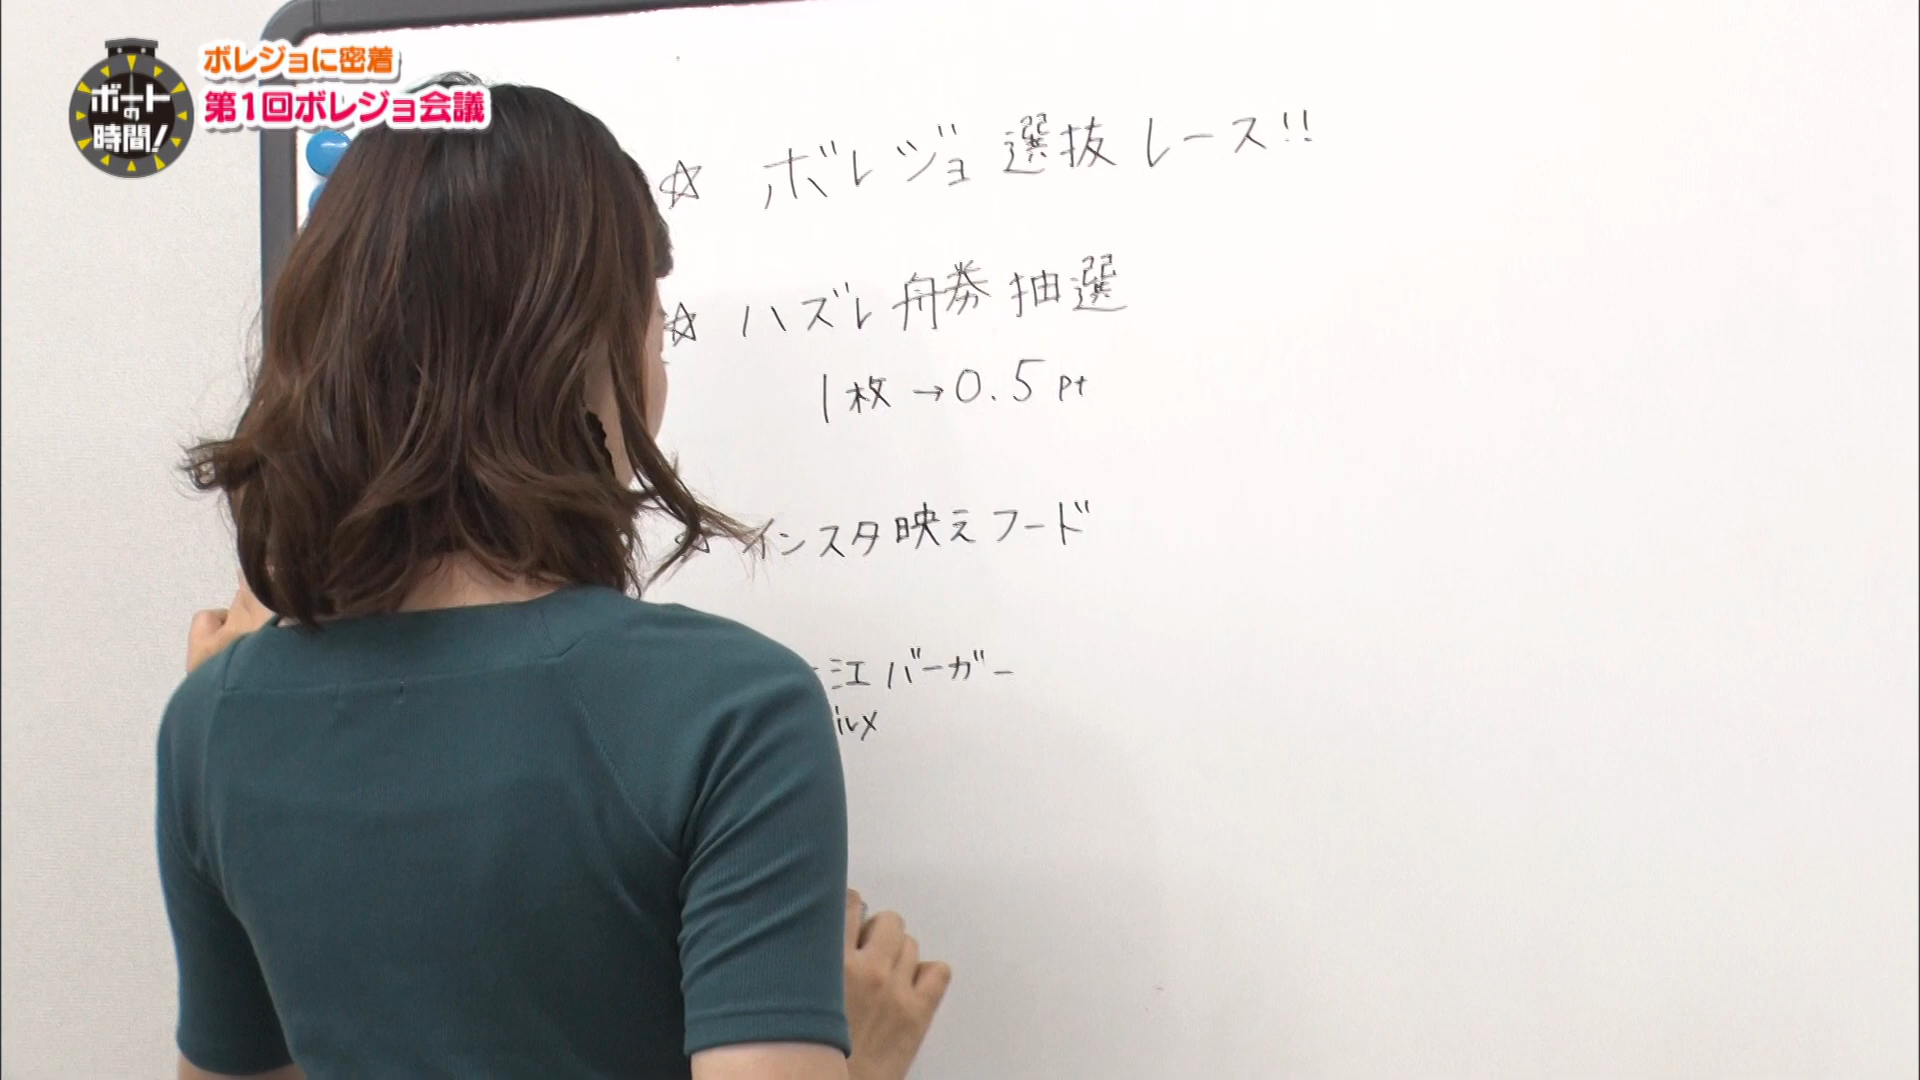 ボートの時間!
ボレジョに密着
第1回ボレジョ会議
☆ ボレジョ選抜レース!!
☆ ハズレ舟券抽選
1枚→0.5pt
☆ インスタ映えフード
江バーガー
ルメ